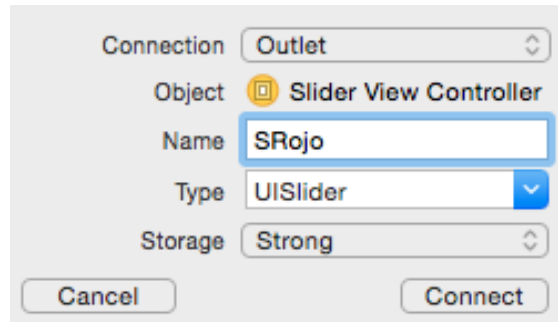 Connection Outlet
Object Slider View Controller
Name SRojo
Type UISlider
Storage Strong
Cancel Connect